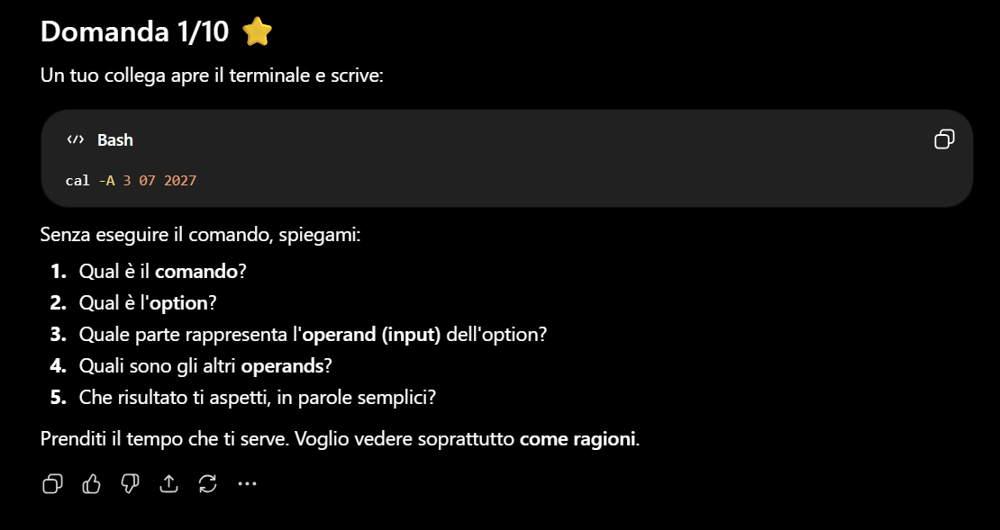 Domanda 1/10 ⭐
Un tuo collega apre il terminale e scrive:
</> Bash
cal -A 3 07 2027
Senza eseguire il comando, spiegami:
1. Qual è il comando?
2. Qual è l'option?
3. Quale parte rappresenta l'operand (input) dell'option?
4. Quali sono gli altri operands?
5. Che risultato ti aspetti, in parole semplici?
Prenditi il tempo che ti serve. Voglio vedere soprattutto come ragioni.